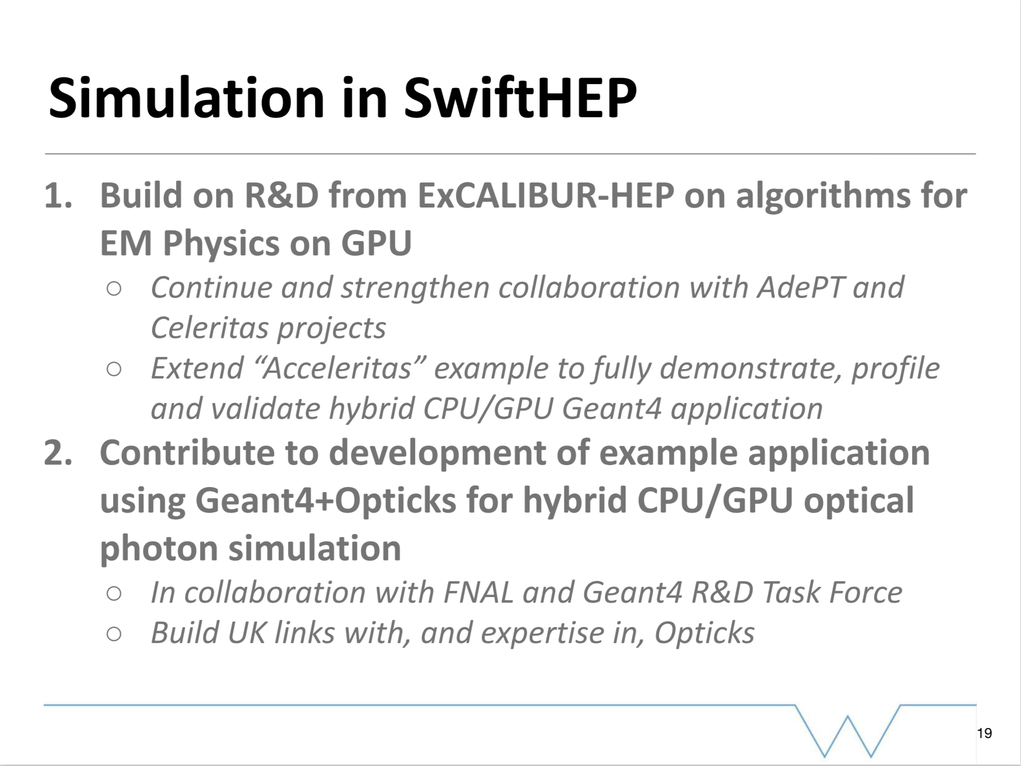 Simulation in SwiftHEP
1. Build on R&D from ExCALIBUR-HEP on algorithms for
EM Physics on GPU
○ Continue and strengthen collaboration with AdePT and
Celeritas projects
○ Extend “Acceleritas” example to fully demonstrate, profile
and validate hybrid CPU/GPU Geant4 application
2. Contribute to development of example application
using Geant4+Opticks for hybrid CPU/GPU optical
photon simulation
○ In collaboration with FNAL and Geant4 R&D Task Force
○ Build UK links with, and expertise in, Opticks
19